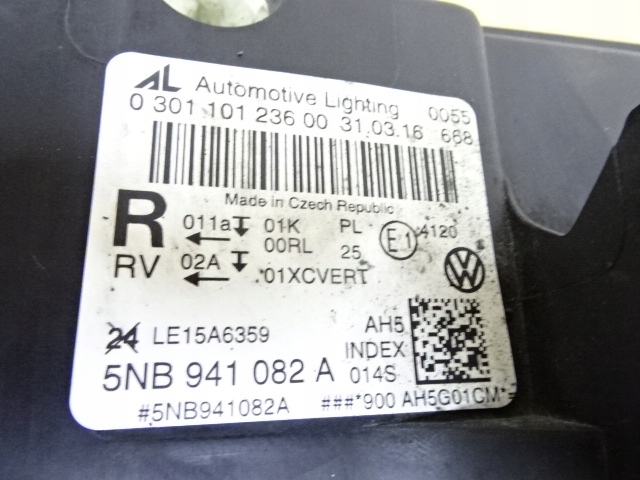 AL Automotive Lighting 0055
0 301 101 236 00 31.03.16 668
Made in Czech Republic
R 011a 01K PL E1 4120
00RL 25
RV 02A 01XCVERT
24 LE15A6359 AH5
INDEX
5NB 941 082 A 014S
#5NB941082A ###*900 AH5G01CM*=